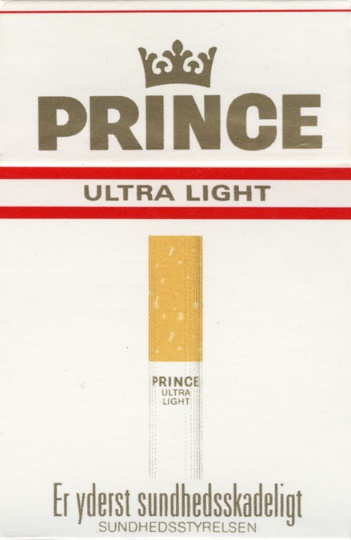 PRINCE
ULTRA LIGHT
PRINCE
ULTRA
LIGHT
Er yderst sundhedsskadeligt
SUNDHEDSSTYRELSEN